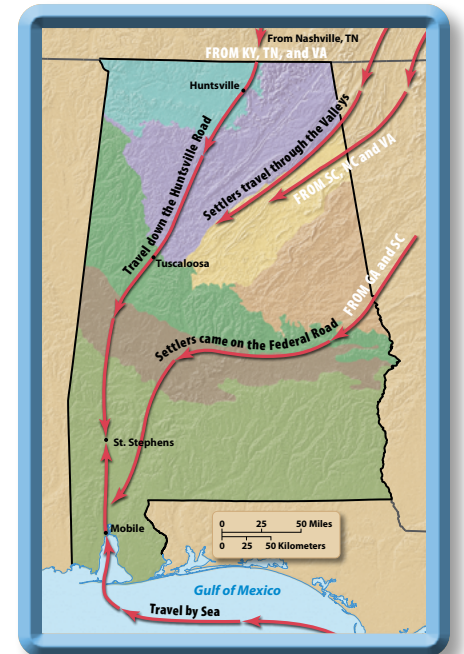 From Nashville, TN
FROM KY, TN, and VA
Huntsville
Settlers travel through the Valleys
FROM SC, NC and VA
Travel down the Huntsville Road
Tuscaloosa
FROM GA and SC
Settlers came on the Federal Road
St. Stephens
Mobile
0 25 50 Miles
0 25 50 Kilometers
Gulf of Mexico
Travel by Sea